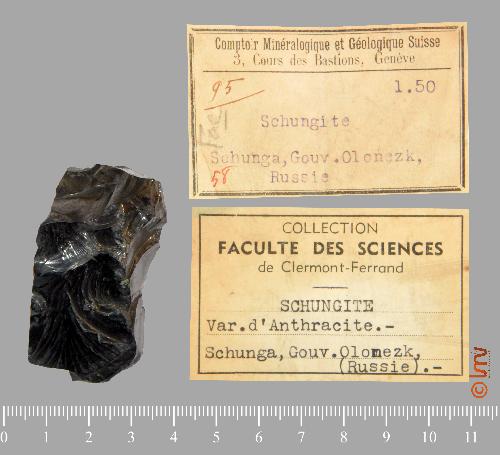 Comptoir Minéralogique et Géologique Suisse
3, Cours des Bastions, Genève
95
1.50
Schungite
Schunga,Gouv.Olonezk,
58
Russie
COLLECTION
FACULTE DES SCIENCES
de Clermont-Ferrand
SCHUNGITE
Var.d'Anthracite.-
Schunga,Gouv.Olonezk,
(Russie).-
© lmv
0 1 2 3 4 5 6 7 8 9 10 11